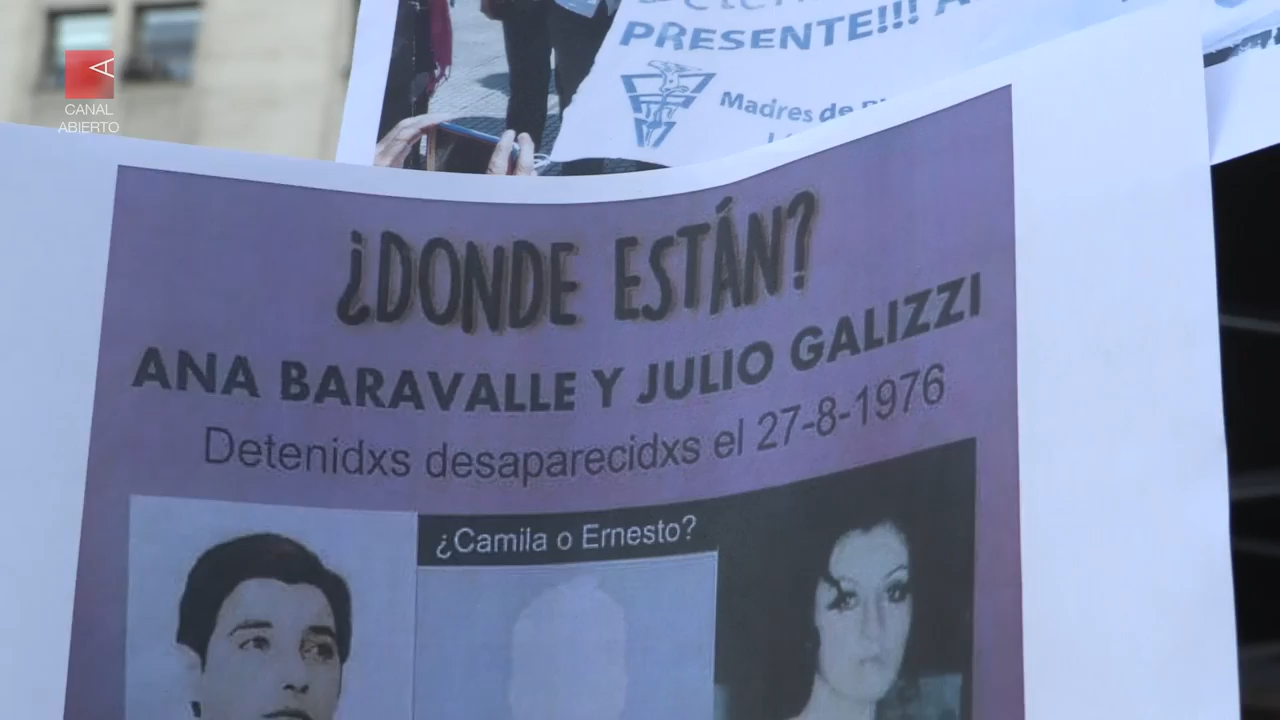 CANAL
ABIERTO
PRESENTE!!!
Madres de
¿DONDE ESTÁN?
ANA BARAVALLE Y JULIO GALIZZI
Detenidxs desaparecidxs el 27-8-1976
¿Camila o Ernesto?